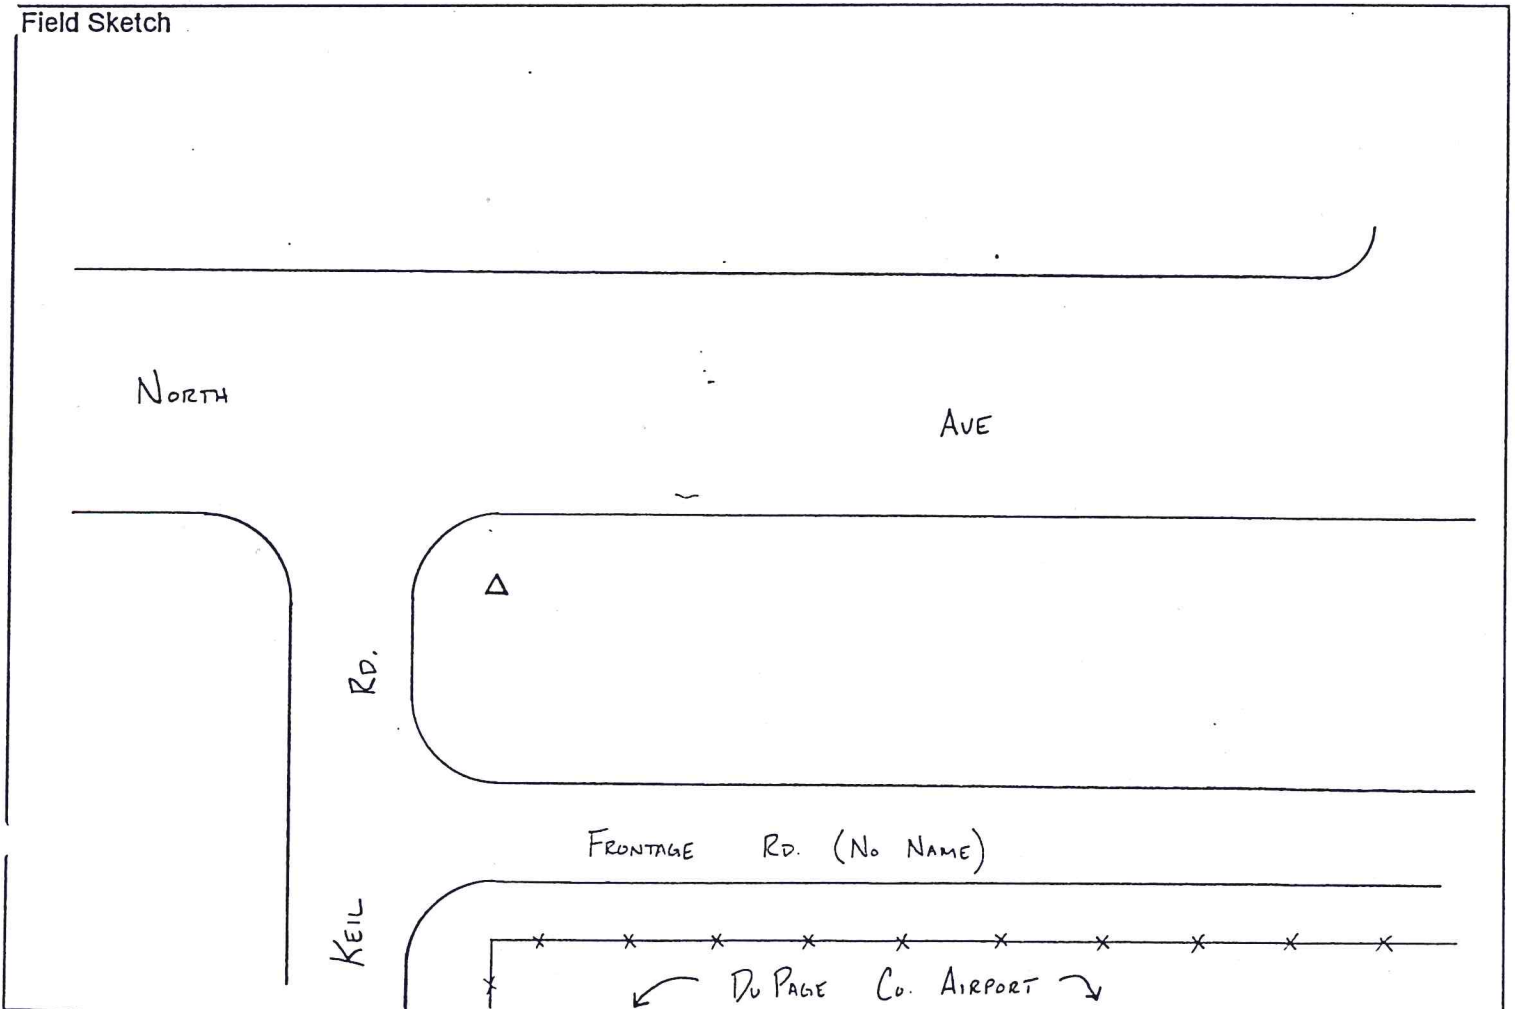 Field Sketch
NORTH
AVE
KEIL RD.
FRONTAGE RD. (NO NAME)
DU PAGE CO. AIRPORT